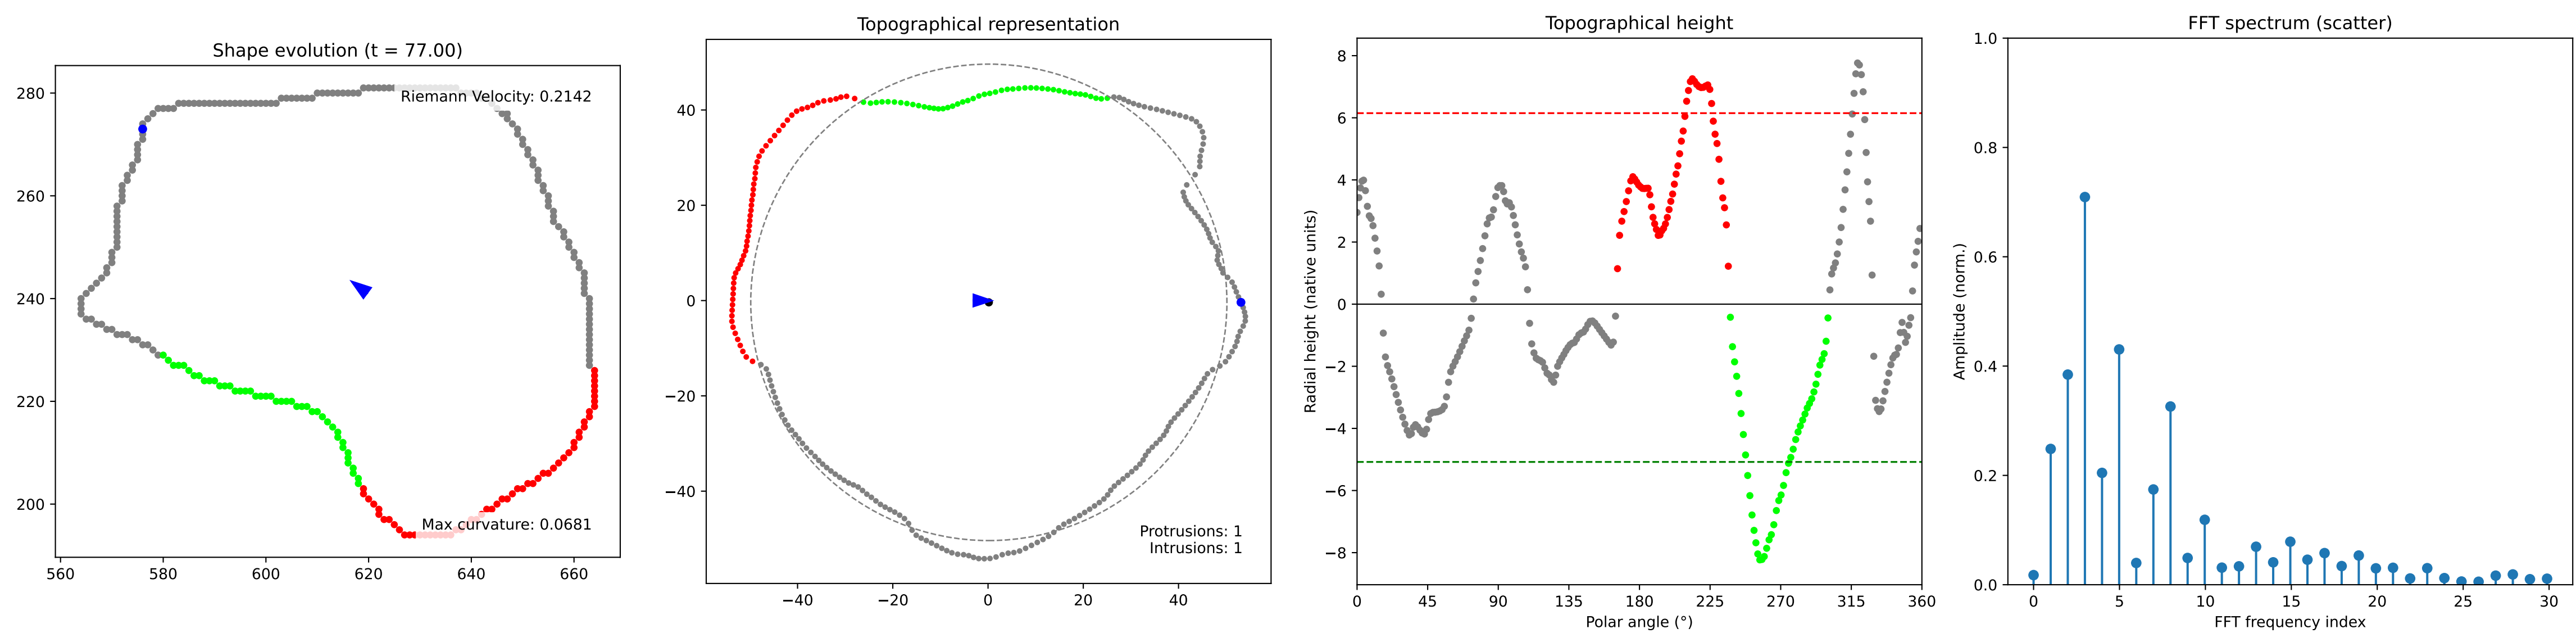 Shape evolution (t = 77.00)
Riemann Velocity: 0.2142
280
260
240
220
200
Max curvature: 0.0681
560 580 600 620 640 660
Topographical representation
40
20
0
−20
−40
Protrusions: 1
Intrusions: 1
−40 −20 0 20 40
Topographical height
Radial height (native units)
8
6
4
2
0
−2
−4
−6
−8
0 45 90 135 180 225 270 315 360
Polar angle (°)
FFT spectrum (scatter)
Amplitude (norm.)
1.0
0.8
0.6
0.4
0.2
0.0
0 5 10 15 20 25 30
FFT frequency index